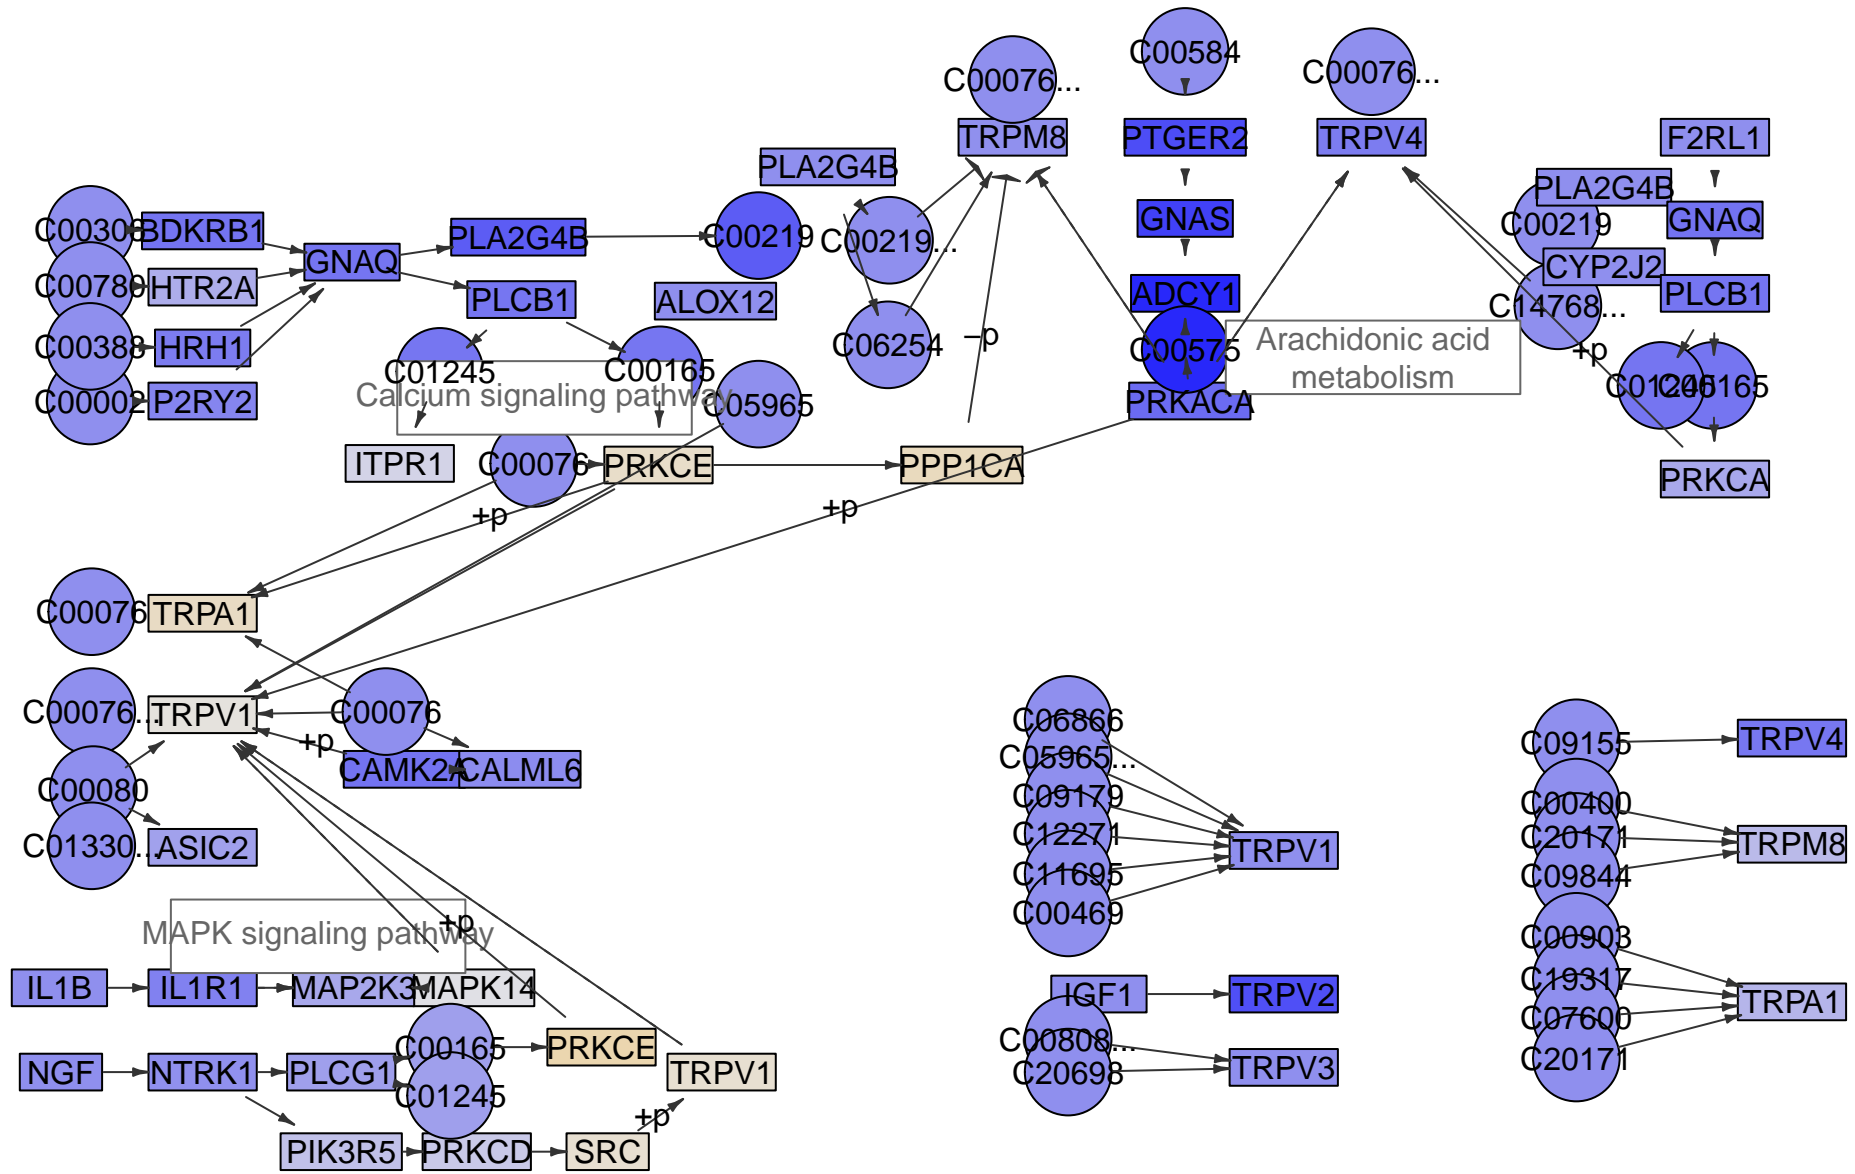 C00584
C00076...
C00076...
TRPM8
PTGER2
TRPV4
F2RL1
PLA2G4B
PLA2G4B
BDKRB1
GNAS
C00219
GNAQ
PLA2G4B
C00219
C00219...
GNAQ
CYP2J2
C00780
HTR2A
PLCB1
ALOX12
ADCY1
PLCB1
C14768...
C00388
HRH1
C06254
–p
C00575
Arachidonic acid
metabolism
+p
C01245
C00165
Calcium signaling pathway
C00002
P2RY2
C05965
PRKACA
C01245
C00165
ITPR1
C00076
PRKCE
PPP1CA
PRKCA
+p
+p
C00076
TRPA1
C00076...
TRPV1
C00076
+p
CAMK2A
CALML6
C00080
C01330...
ASIC2
C06866
C05965...
C09179
C12271
C11695
C00469
TRPV1
C09155
TRPV4
C00400
C20171
C09844
TRPM8
MAPK signaling pathway
+p
C00903
C19317
C07600
C20171
TRPA1
IL1B
IL1R1
MAP2K3
MAPK14
IGF1
TRPV2
C00808...
C20698
TRPV3
NGF
NTRK1
PLCG1
C00165
C01245
PRKCE
TRPV1
+p
PIK3R5
PRKCD
SRC